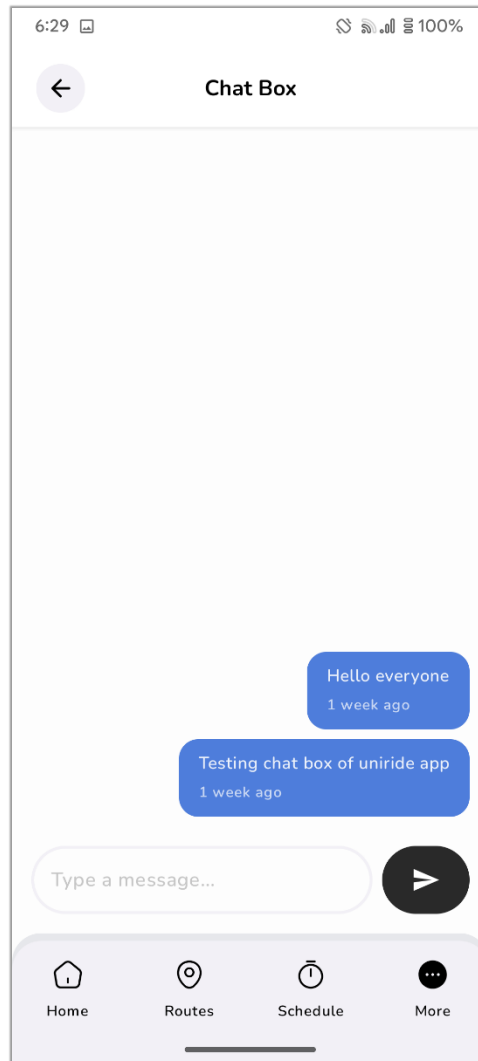 6:29 100%
Chat Box
Hello everyone
1 week ago
Testing chat box of uniride app
1 week ago
Type a message...
Home Routes Schedule More